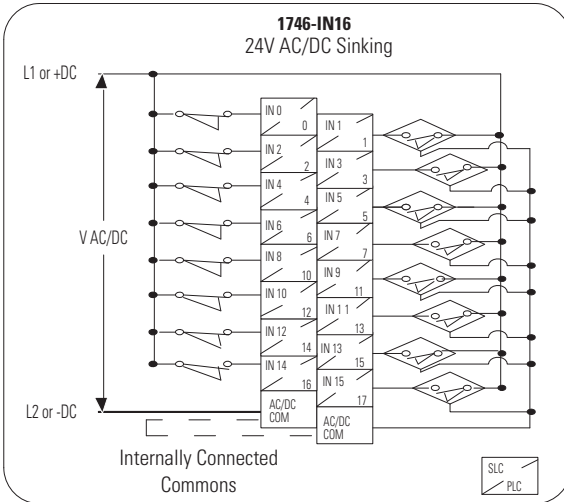 1746-IN16
24V AC/DC Sinking
L1 or +DC
IN 0
0
IN 1
1
IN 2
2
IN 3
3
IN 4
4
IN 5
5
IN 6
6
IN 7
7
V AC/DC
IN 8
10
IN 9
11
IN 10
12
IN 1 1
13
IN 12
14
IN 13
15
IN 14
16
IN 15
17
L2 or -DC
AC/DC
COM
AC/DC
COM
Internally Connected
Commons
SLC
PLC